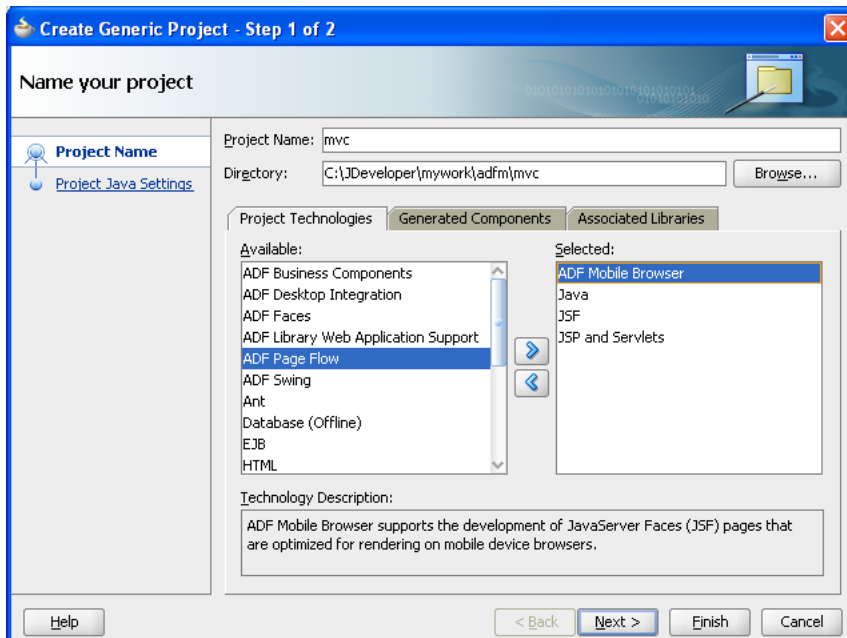 Create Generic Project - Step 1 of 2
Name your project
0101010101010101010101010101
01010101010
Project Name
Project Java Settings
Project Name: mvc
Directory: C:\JDeveloper\mywork\adfm\mvc Browse...
Project Technologies Generated Components Associated Libraries
Available: Selected:
ADF Business Components ADF Mobile Browser
ADF Desktop Integration Java
ADF Faces JSF
ADF Library Web Application Support JSP and Servlets
ADF Page Flow
ADF Swing
Ant
Database (Offline)
EJB
HTML
Technology Description:
ADF Mobile Browser supports the development of JavaServer Faces (JSF) pages that
are optimized for rendering on mobile device browsers.
Help < Back Next > Finish Cancel